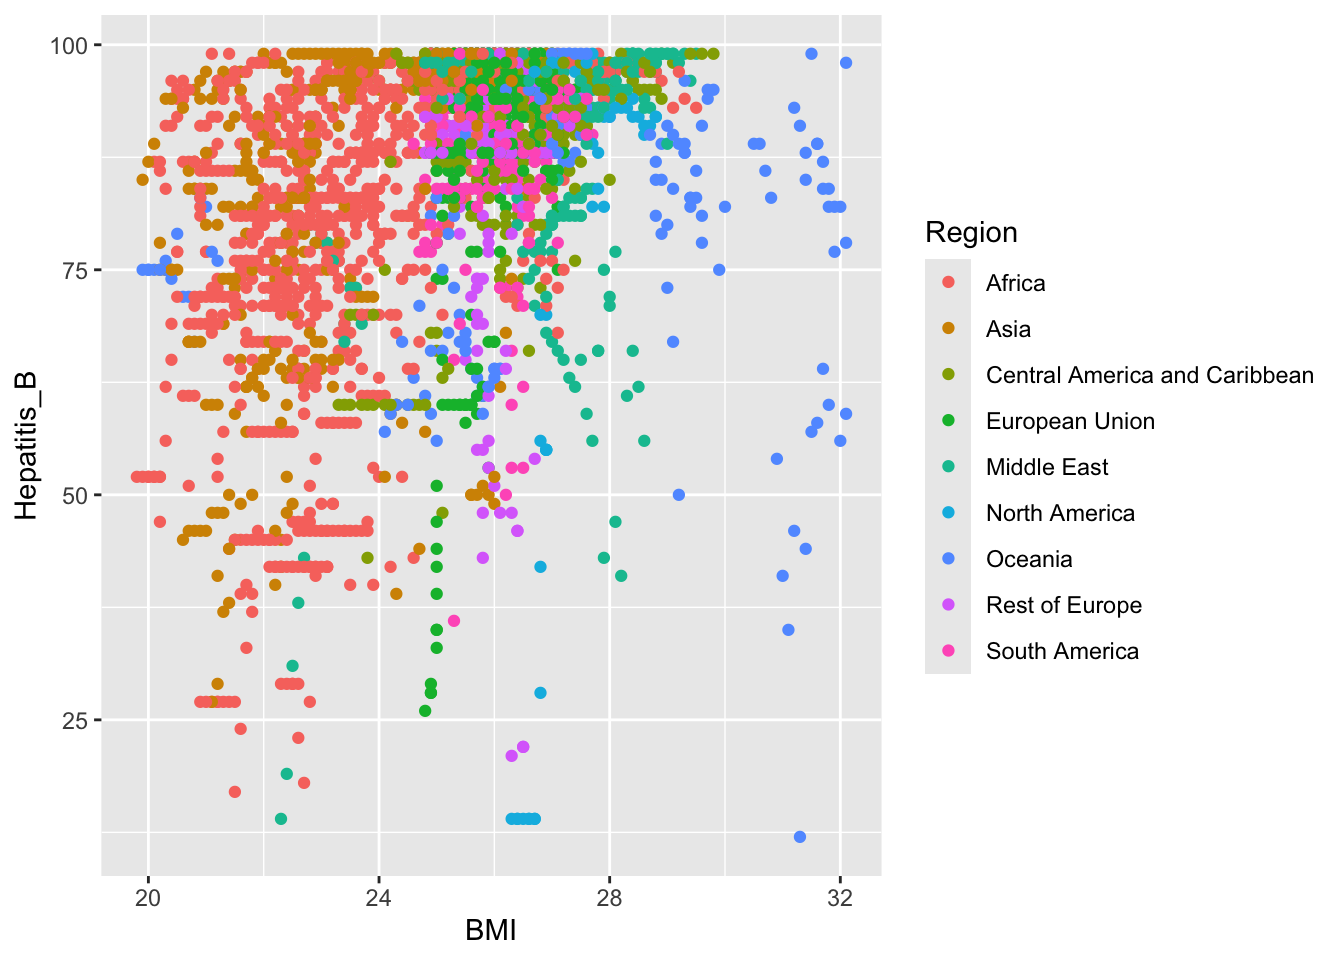 Hepatitis_B
100
75
50
25
20
24
28
32
BMI
Region
Africa
Asia
Central America and Caribbean
European Union
Middle East
North America
Oceania
Rest of Europe
South America